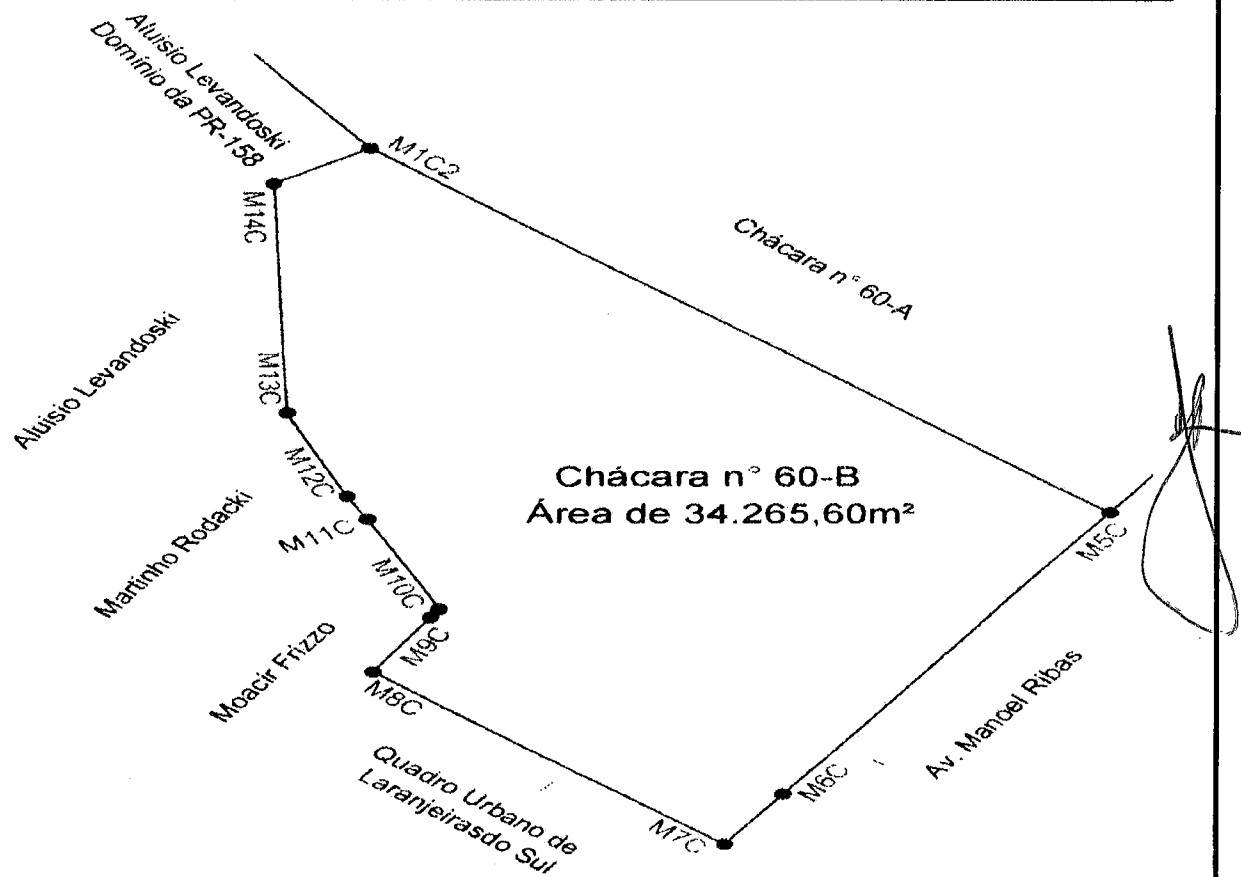 Aluisio Levandoski
Domínio da PR-158
M1C2
M14C
Chácara n° 60-A
Aluisio Levandoski
M13C
Chácara n° 60-B
Área de 34.265,60m²
M12C
M11C
M5C
Martinho Rodacki
M10C
M9C
Moacir Frizzo
M8C
Av. Manoel Ribas
M6C
Quadro Urbano de
Laranjeirasdo Sul
M7C